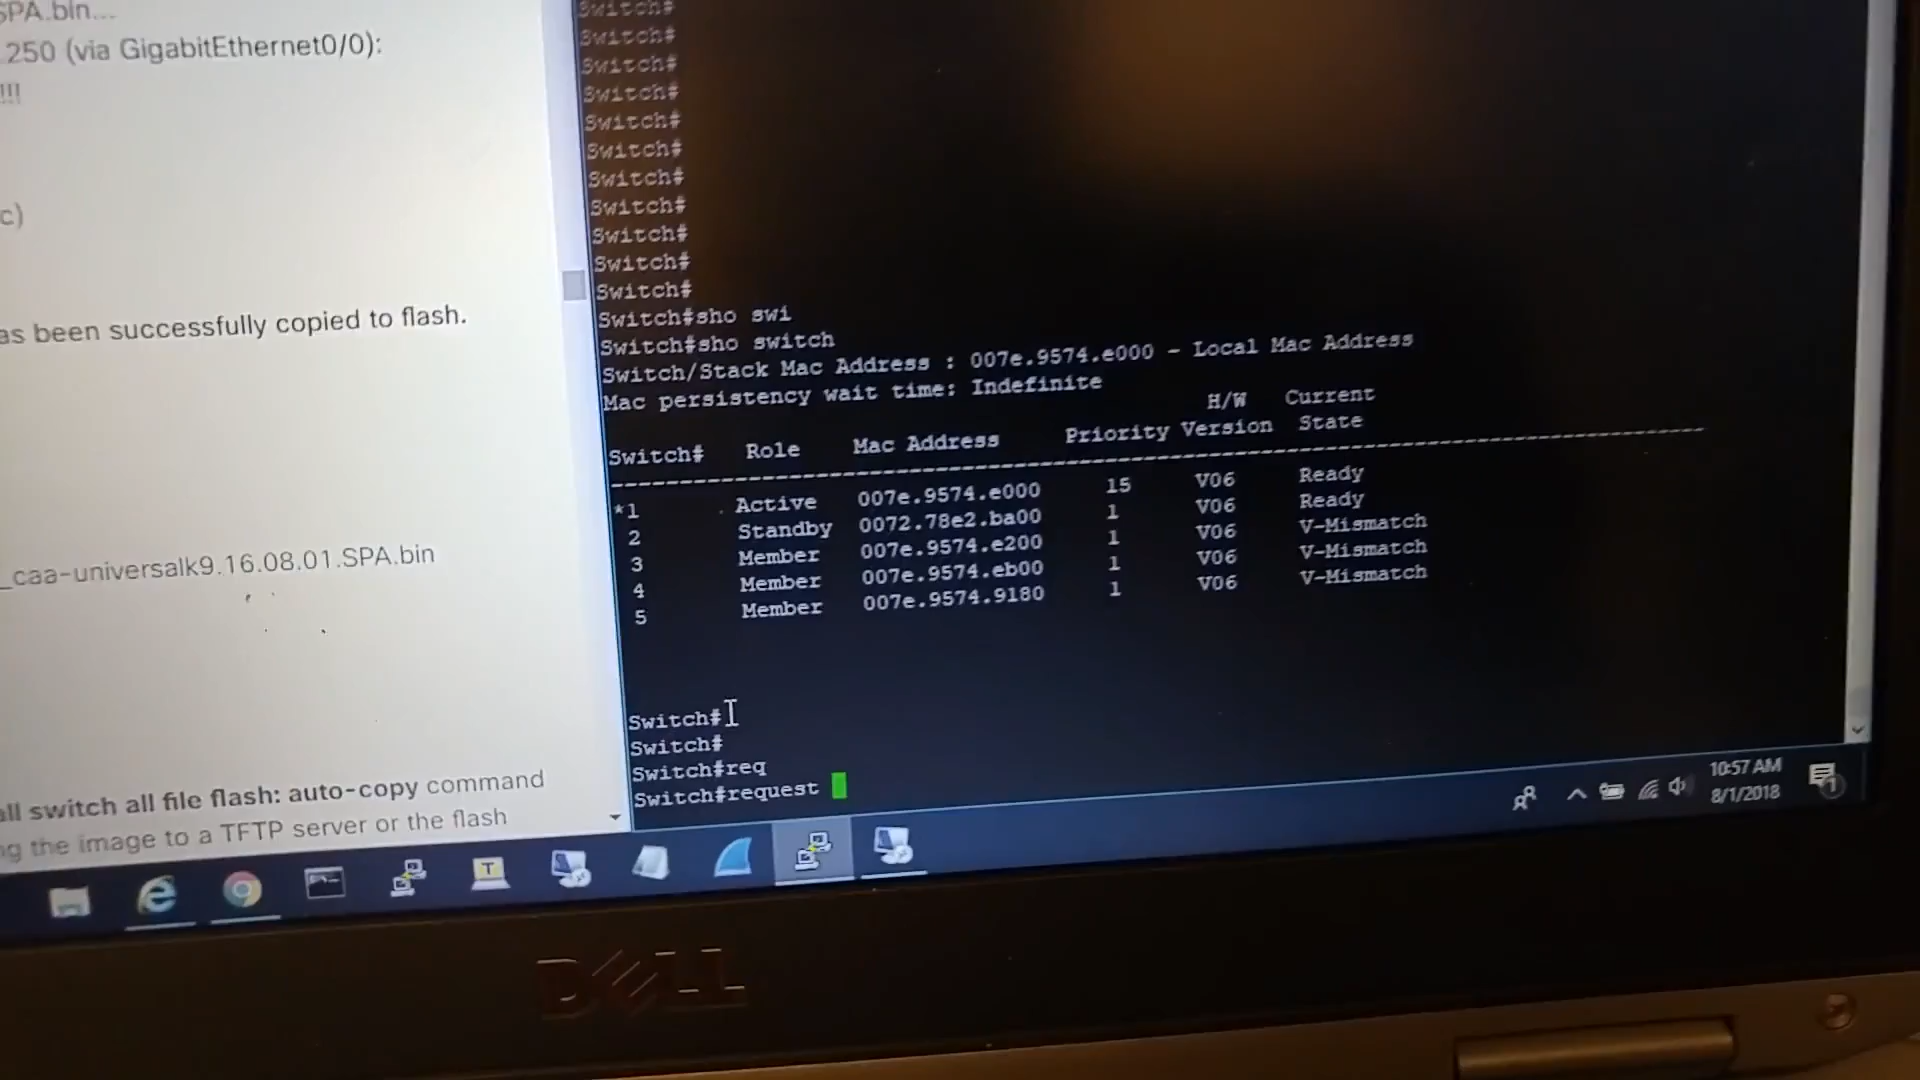 SPA.bin...
.250 (via GigabitEthernet0/0):
!!!
c)
as been successfully copied to flash.
_caa-universalk9.16.08.01.SPA.bin
all switch all file flash: auto-copy command
ng the image to a TFTP server or the flash
Switch#
Switch#
Switch#
Switch#
Switch#
Switch#
Switch#
Switch#
Switch#
Switch#
Switch#
Switch#sho swi
Switch#sho switch
Switch/Stack Mac Address : 007e.9574.e000 - Local Mac Address
Mac persistency wait time: Indefinite
H/W Current
Switch# Role Mac Address Priority Version State
--------------------------------------------------------------------------------
*1 Active 007e.9574.e000 15 V06 Ready
2 Standby 0072.78e2.ba00 1 V06 Ready
3 Member 007e.9574.e200 1 V06 V-Mismatch
4 Member 007e.9574.eb00 1 V06 V-Mismatch
5 Member 007e.9574.9180 1 V06 V-Mismatch
Switch#
Switch#
Switch#req
Switch#request
10:57 AM
8/1/2018
1
T
DELL